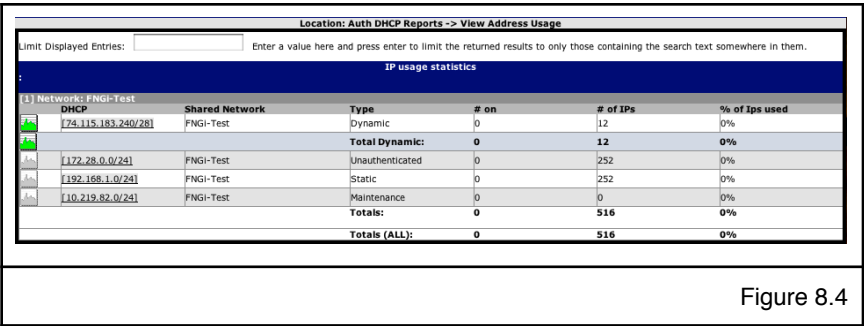 Location: Auth DHCP Reports -> View Address Usage
Limit Displayed Entries: Enter a value here and press enter to limit the returned results to only those containing the search text somewhere in them.
IP usage statistics
:
[1] Network: FNGi-Test
DHCP Shared Network Type # on # of IPs % of Ips used
[74.115.183.240/28] FNGi-Test Dynamic 0 12 0%
Total Dynamic: 0 12 0%
[172.28.0.0/24] FNGi-Test Unauthenticated 0 252 0%
[192.168.1.0/24] FNGi-Test Static 0 252 0%
[10.219.82.0/24] FNGi-Test Maintenance 0 0 0%
Totals: 0 516 0%
Totals (ALL): 0 516 0%
Figure 8.4